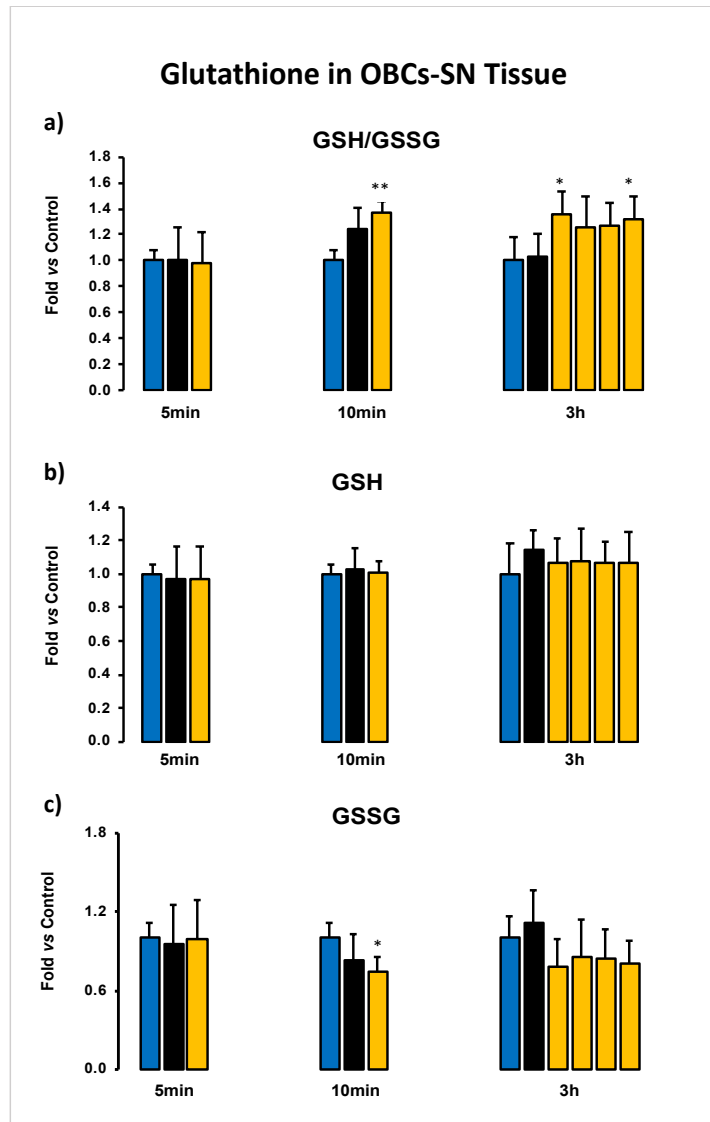 Glutathione in OBCs-SN Tissue
a)
GSH/GSSG
Fold vs Control
1.8
1.6
1.4
1.2
1.0
0.8
0.6
0.4
0.2
0.0
**
*
*
5min
10min
3h
b)
GSH
Fold vs Control
1.4
1.2
1.0
0.8
0.6
0.4
0.2
0.0
5min
10min
3h
c)
GSSG
Fold vs Control
1.8
1.2
0.6
0.0
*
5min
10min
3h